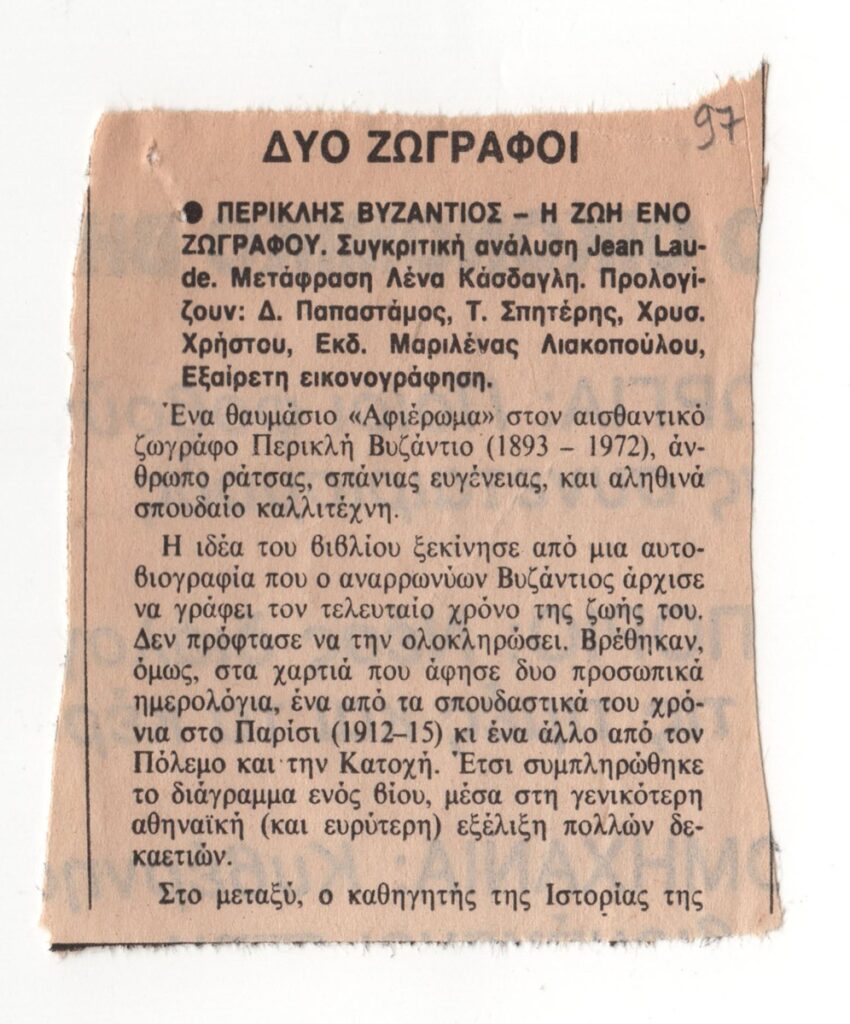 97
ΔΥΟ ΖΩΓΡΑΦΟΙ
● ΠΕΡΙΚΛΗΣ ΒΥΖΑΝΤΙΟΣ – Η ΖΩΗ ΕΝΟ
ΖΩΓΡΑΦΟΥ. Συγκριτική ανάλυση Jean Lau-
de. Μετάφραση Λένα Κάσδαγλη. Προλογί-
ζουν: Δ. Παπαστάμος, Τ. Σπητέρης, Χρυσ.
Χρήστου, Εκδ. Μαριλένας Λιακοπούλου,
Εξαίρετη εικονογράφηση.
Ένα θαυμάσιο «Αφιέρωμα» στον αισθαντικό
ζωγράφο Περικλή Βυζάντιο (1893 – 1972), άν-
θρωπο ράτσας, σπάνιας ευγένειας, και αληθινά
σπουδαίο καλλιτέχνη.
Η ιδέα του βιβλίου ξεκίνησε από μια αυτο-
βιογραφία που ο αναρρωνύων Βυζάντιος άρχισε
να γράφει τον τελευταίο χρόνο της ζωής του.
Δεν πρόφτασε να την ολοκληρώσει. Βρέθηκαν,
όμως, στα χαρτιά που άφησε δυο προσωπικά
ημερολόγια, ένα από τα σπουδαστικά του χρό-
νια στο Παρίσι (1912–15) κι ένα άλλο από τον
Πόλεμο και την Κατοχή. Έτσι συμπληρώθηκε
το διάγραμμα ενός βίου, μέσα στη γενικότερη
αθηναϊκή (και ευρύτερη) εξέλιξη πολλών δε-
καετιών.
Στο μεταξύ, ο καθηγητής της Ιστορίας της